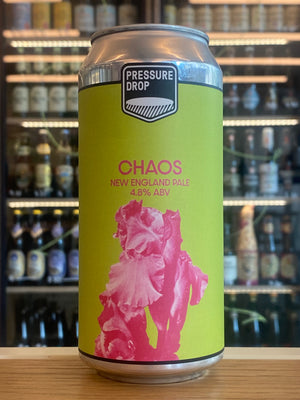 PRESSURE
DROP
CHAOS
NEW ENGLAND PALE
4.8% ABV